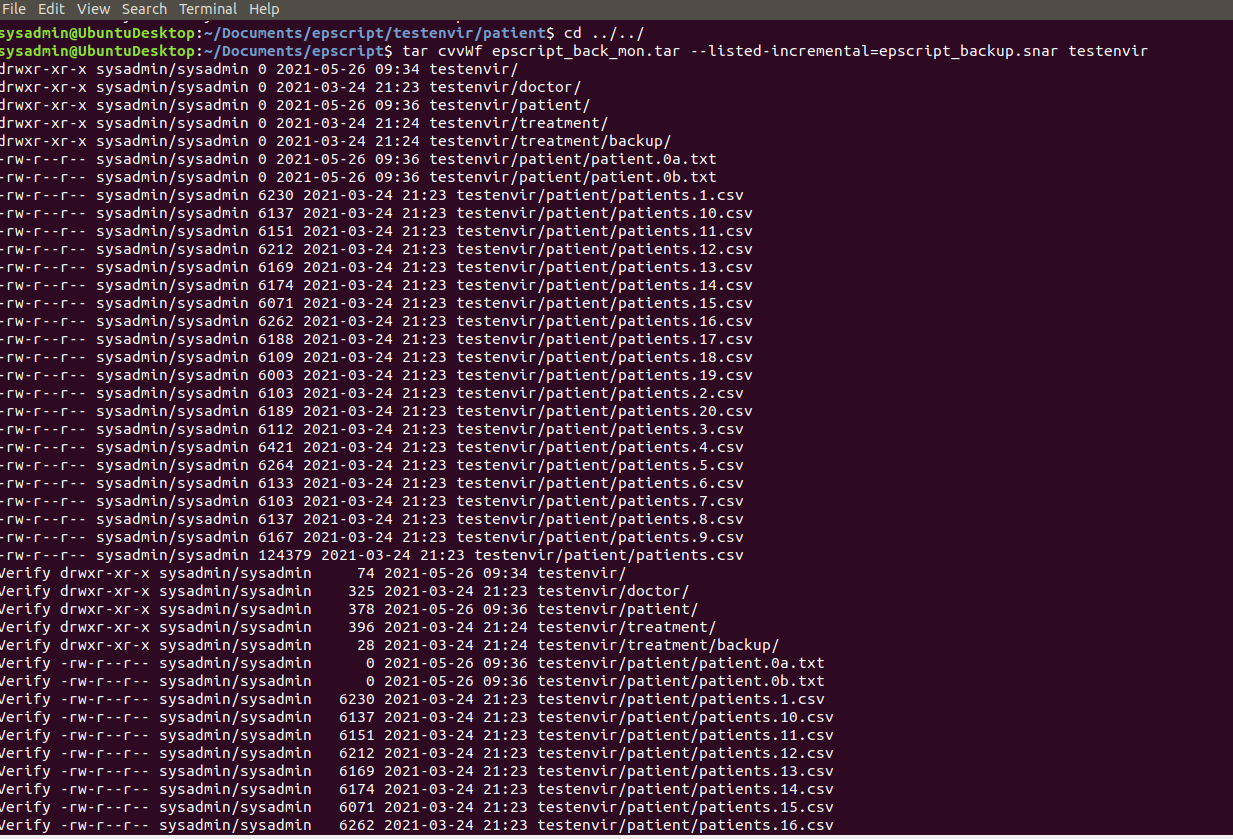 File Edit View Search Terminal Help
sysadmin@UbuntuDesktop:~/Documents/epscript/testenvir/patient$ cd ../../
sysadmin@UbuntuDesktop:~/Documents/epscript$ tar cvvWf epscript_back_mon.tar --listed-incremental=epscript_backup.snar testenvir
drwxr-xr-x sysadmin/sysadmin 0 2021-05-26 09:34 testenvir/
drwxr-xr-x sysadmin/sysadmin 0 2021-03-24 21:23 testenvir/doctor/
drwxr-xr-x sysadmin/sysadmin 0 2021-05-26 09:36 testenvir/patient/
drwxr-xr-x sysadmin/sysadmin 0 2021-03-24 21:24 testenvir/treatment/
drwxr-xr-x sysadmin/sysadmin 0 2021-03-24 21:24 testenvir/treatment/backup/
-rw-r--r-- sysadmin/sysadmin 0 2021-05-26 09:36 testenvir/patient/patient.0a.txt
-rw-r--r-- sysadmin/sysadmin 0 2021-05-26 09:36 testenvir/patient/patient.0b.txt
-rw-r--r-- sysadmin/sysadmin 6230 2021-03-24 21:23 testenvir/patient/patients.1.csv
-rw-r--r-- sysadmin/sysadmin 6137 2021-03-24 21:23 testenvir/patient/patients.10.csv
-rw-r--r-- sysadmin/sysadmin 6151 2021-03-24 21:23 testenvir/patient/patients.11.csv
-rw-r--r-- sysadmin/sysadmin 6212 2021-03-24 21:23 testenvir/patient/patients.12.csv
-rw-r--r-- sysadmin/sysadmin 6169 2021-03-24 21:23 testenvir/patient/patients.13.csv
-rw-r--r-- sysadmin/sysadmin 6174 2021-03-24 21:23 testenvir/patient/patients.14.csv
-rw-r--r-- sysadmin/sysadmin 6071 2021-03-24 21:23 testenvir/patient/patients.15.csv
-rw-r--r-- sysadmin/sysadmin 6262 2021-03-24 21:23 testenvir/patient/patients.16.csv
-rw-r--r-- sysadmin/sysadmin 6188 2021-03-24 21:23 testenvir/patient/patients.17.csv
-rw-r--r-- sysadmin/sysadmin 6109 2021-03-24 21:23 testenvir/patient/patients.18.csv
-rw-r--r-- sysadmin/sysadmin 6003 2021-03-24 21:23 testenvir/patient/patients.19.csv
-rw-r--r-- sysadmin/sysadmin 6103 2021-03-24 21:23 testenvir/patient/patients.2.csv
-rw-r--r-- sysadmin/sysadmin 6189 2021-03-24 21:23 testenvir/patient/patients.20.csv
-rw-r--r-- sysadmin/sysadmin 6112 2021-03-24 21:23 testenvir/patient/patients.3.csv
-rw-r--r-- sysadmin/sysadmin 6421 2021-03-24 21:23 testenvir/patient/patients.4.csv
-rw-r--r-- sysadmin/sysadmin 6264 2021-03-24 21:23 testenvir/patient/patients.5.csv
-rw-r--r-- sysadmin/sysadmin 6133 2021-03-24 21:23 testenvir/patient/patients.6.csv
-rw-r--r-- sysadmin/sysadmin 6103 2021-03-24 21:23 testenvir/patient/patients.7.csv
-rw-r--r-- sysadmin/sysadmin 6137 2021-03-24 21:23 testenvir/patient/patients.8.csv
-rw-r--r-- sysadmin/sysadmin 6167 2021-03-24 21:23 testenvir/patient/patients.9.csv
-rw-r--r-- sysadmin/sysadmin 124379 2021-03-24 21:23 testenvir/patient/patients.csv
Verify drwxr-xr-x sysadmin/sysadmin 74 2021-05-26 09:34 testenvir/
Verify drwxr-xr-x sysadmin/sysadmin 325 2021-03-24 21:23 testenvir/doctor/
Verify drwxr-xr-x sysadmin/sysadmin 378 2021-05-26 09:36 testenvir/patient/
Verify drwxr-xr-x sysadmin/sysadmin 396 2021-03-24 21:24 testenvir/treatment/
Verify drwxr-xr-x sysadmin/sysadmin 28 2021-03-24 21:24 testenvir/treatment/backup/
Verify -rw-r--r-- sysadmin/sysadmin 0 2021-05-26 09:36 testenvir/patient/patient.0a.txt
Verify -rw-r--r-- sysadmin/sysadmin 0 2021-05-26 09:36 testenvir/patient/patient.0b.txt
Verify -rw-r--r-- sysadmin/sysadmin 6230 2021-03-24 21:23 testenvir/patient/patients.1.csv
Verify -rw-r--r-- sysadmin/sysadmin 6137 2021-03-24 21:23 testenvir/patient/patients.10.csv
Verify -rw-r--r-- sysadmin/sysadmin 6151 2021-03-24 21:23 testenvir/patient/patients.11.csv
Verify -rw-r--r-- sysadmin/sysadmin 6212 2021-03-24 21:23 testenvir/patient/patients.12.csv
Verify -rw-r--r-- sysadmin/sysadmin 6169 2021-03-24 21:23 testenvir/patient/patients.13.csv
Verify -rw-r--r-- sysadmin/sysadmin 6174 2021-03-24 21:23 testenvir/patient/patients.14.csv
Verify -rw-r--r-- sysadmin/sysadmin 6071 2021-03-24 21:23 testenvir/patient/patients.15.csv
Verify -rw-r--r-- sysadmin/sysadmin 6262 2021-03-24 21:23 testenvir/patient/patients.16.csv